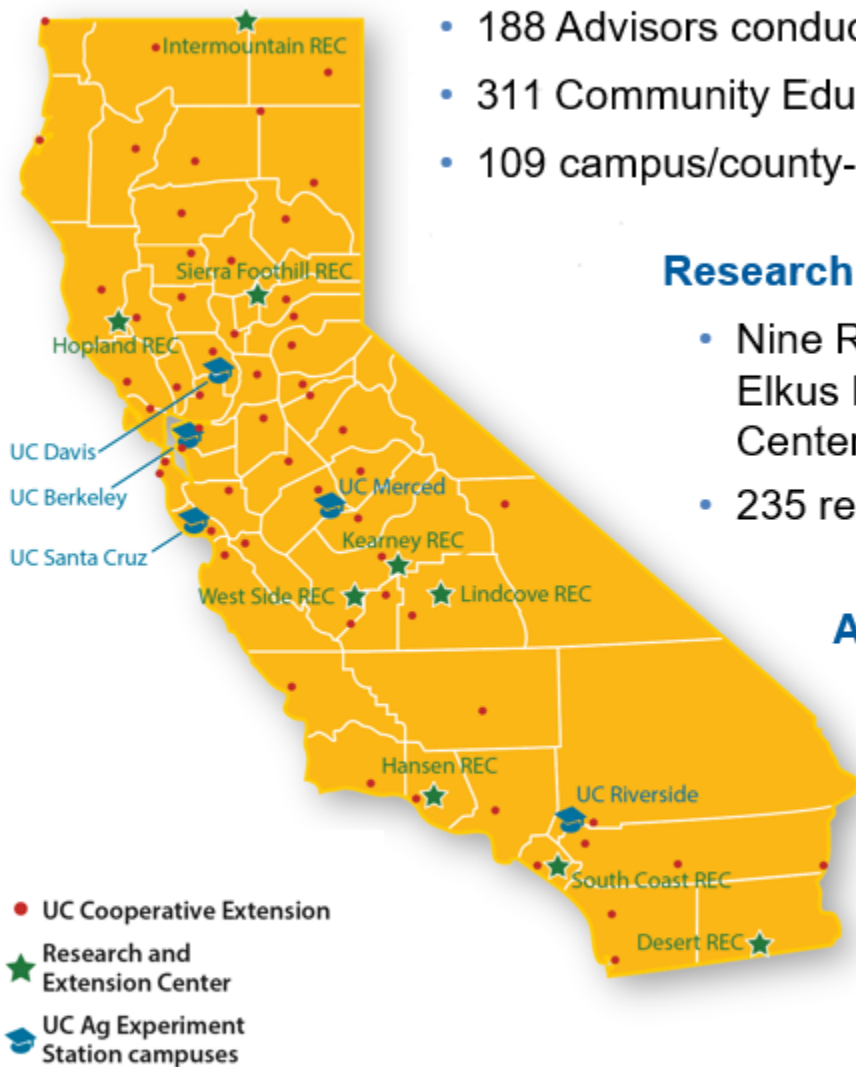 • 188 Advisors conduc
• 311 Community Edu
• 109 campus/county-
Research
• Nine R
Elkus
Center
• 235 re
A
Intermountain REC
Sierra Foothill REC
Hopland REC
UC Davis
UC Berkeley
UC Merced
UC Santa Cruz
Kearney REC
West Side REC
Lindcove REC
Hansen REC
UC Riverside
South Coast REC
Desert REC
UC Cooperative Extension
Research and
Extension Center
UC Ag Experiment
Station campuses